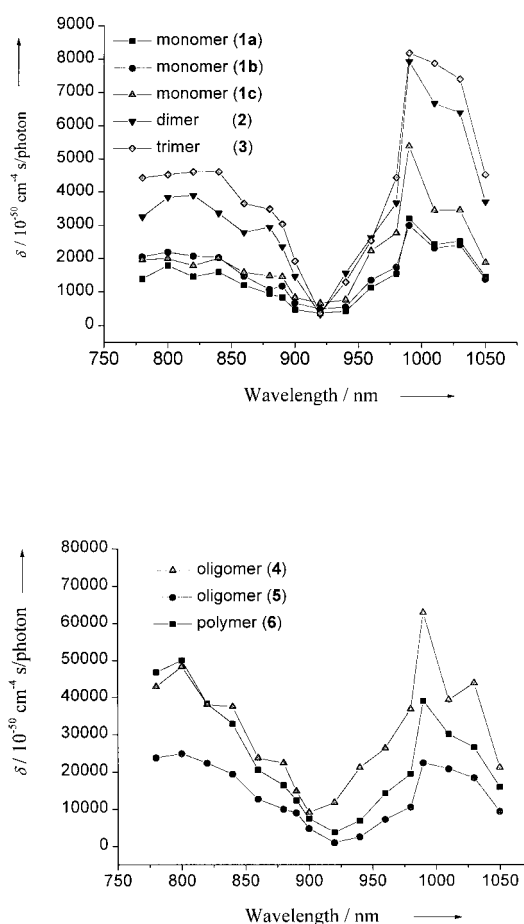 δ / 10⁻⁵⁰ cm⁻⁴ s/photon
9000
8000
7000
6000
5000
4000
3000
2000
1000
0
monomer (1a)
monomer (1b)
monomer (1c)
dimer (2)
trimer (3)
750 800 850 900 950 1000 1050
Wavelength / nm
δ / 10⁻⁵⁰ cm⁻⁴ s/photon
80000
70000
60000
50000
40000
30000
20000
10000
0
oligomer (4)
oligomer (5)
polymer (6)
750 800 850 900 950 1000 1050
Wavelength / nm